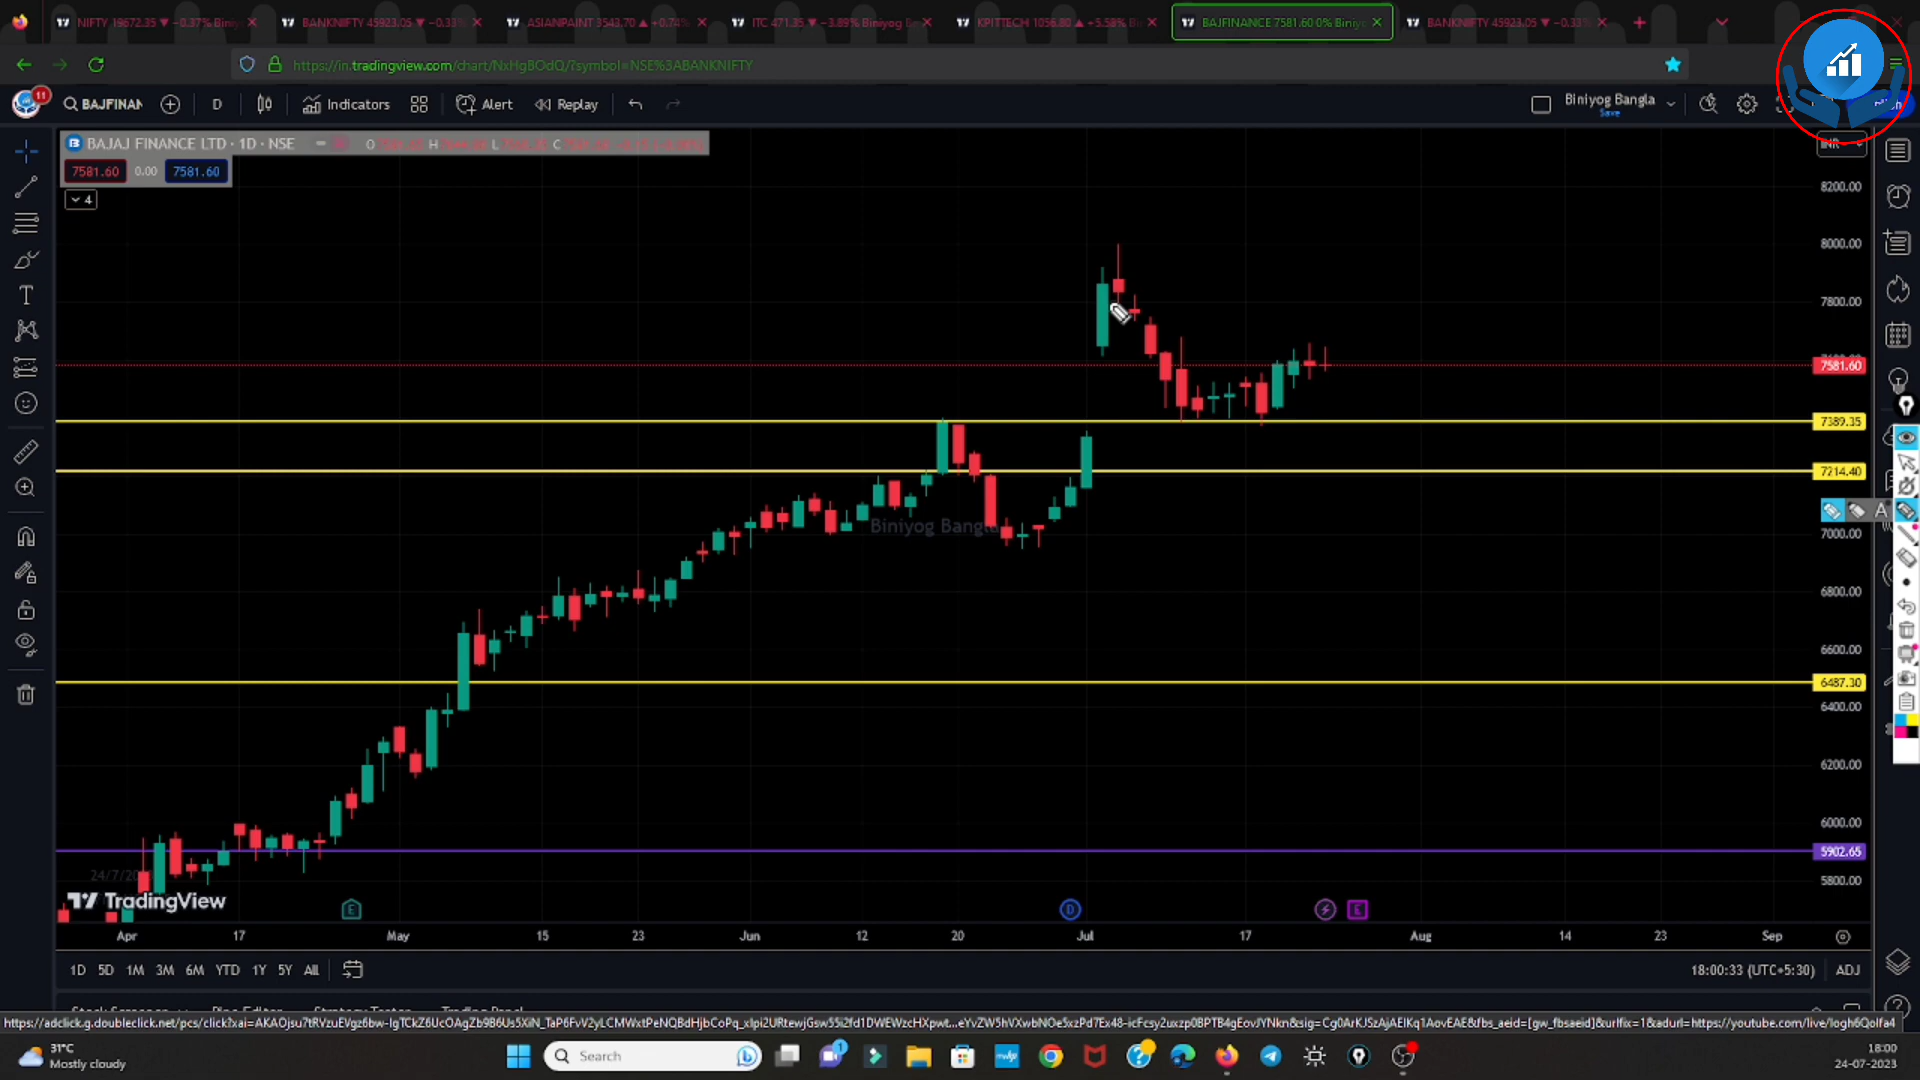 NIFTY 19672.35 ▼ −0.37% Biniy
BANKNIFTY 45923.05 ▼ −0.33%
ASIANPAINT 3543.70 ▲ +0.74%
ITC 471.35 ▼ −3.89% Biniyog B
KPITTECH 1056.80 ▲ +5.58% Bi
BAJFINANCE 7581.60 0% Biniyo
BANKNIFTY 45923.05 ▼ −0.33%
https://in.tradingview.com/chart/NxHgBOdQ/?symbol=NSE%3ABANKNIFTY
11
BAJFINAN
D
Indicators
Alert
Replay
Biniyog Bangla
Save
BAJAJ FINANCE LTD · 1D · NSE
O
H
L
C
INR
7581.60
0.00
7581.60
4
8200.00
8000.00
7800.00
7581.60
7389.35
7214.40
A
7000.00
6800.00
6600.00
6487.30
6400.00
6200.00
6000.00
5902.65
5800.00
Biniyog Bangla
24/7/20
TradingView
E
D
E
Apr
17
May
15
23
Jun
12
20
Jul
17
Aug
14
23
Sep
1D 5D 1M 3M 6M YTD 1Y 5Y All
18:00:33 (UTC+5:30)
ADJ
31°C
Mostly cloudy
Search
1
18:00
24-07-2023